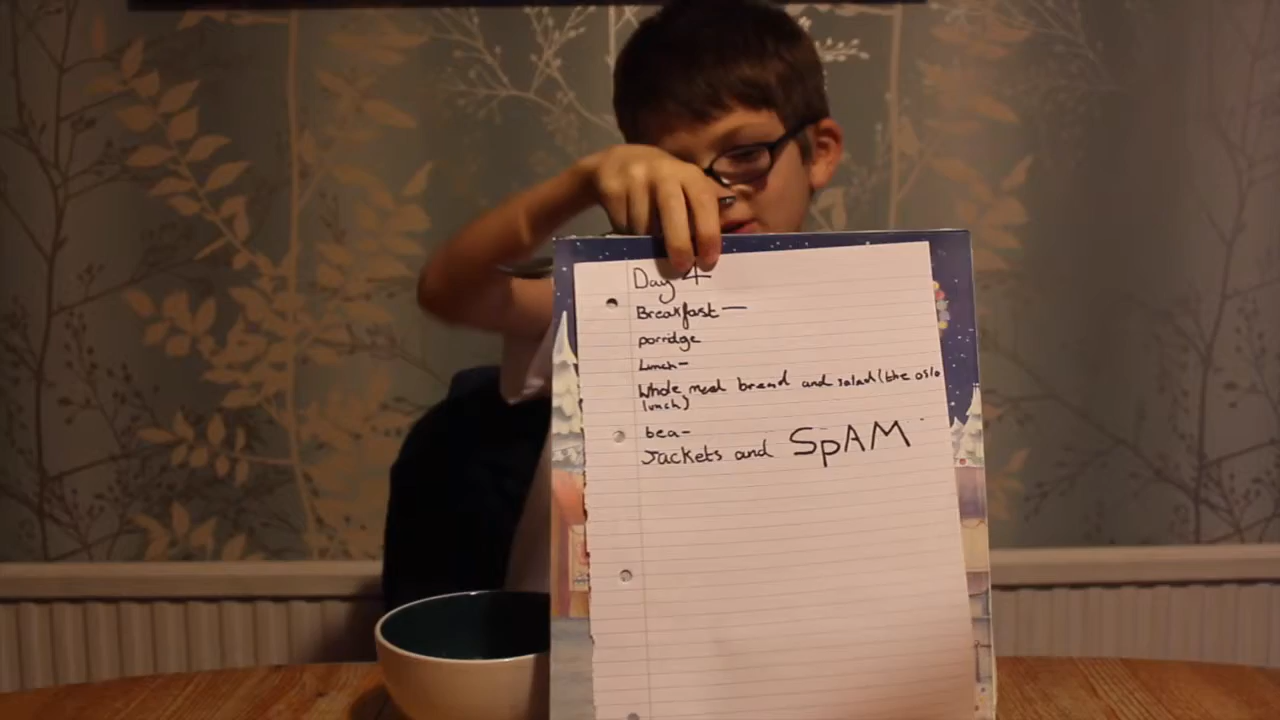 Day 4
Breakfast —
porridge
Lunch-
Whole meal bread and salad (the oslo
lunch)
bea-
Jackets and SpAM